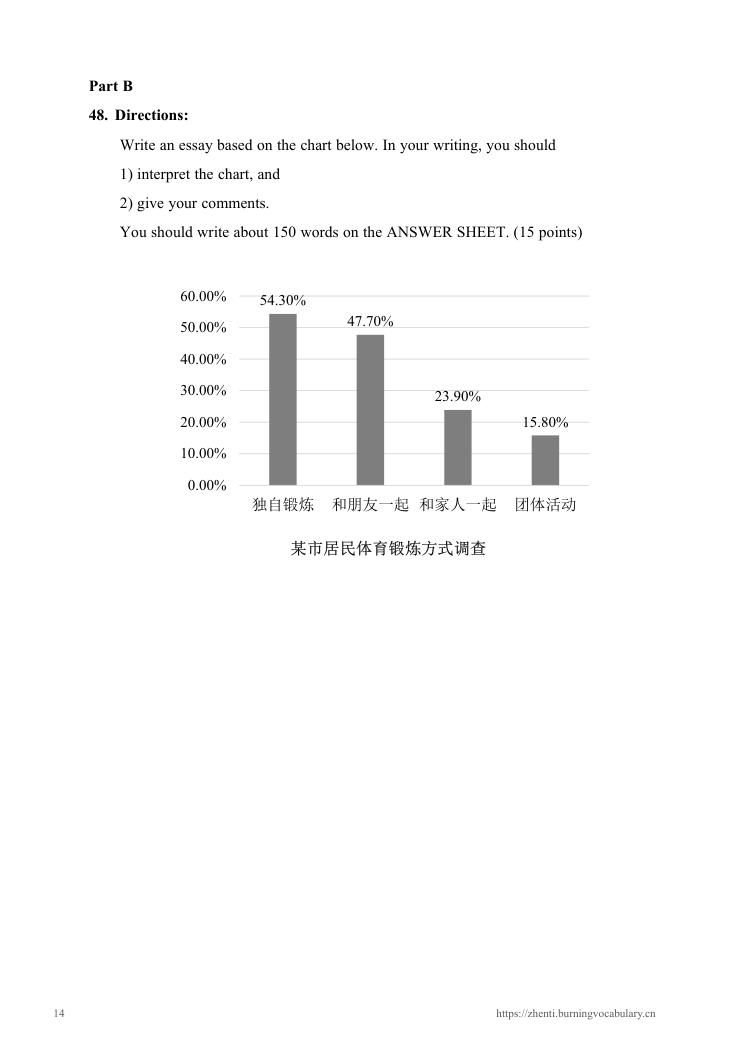 Part B
48. Directions:
Write an essay based on the chart below. In your writing, you should
1) interpret the chart, and
2) give your comments.
You should write about 150 words on the ANSWER SHEET. (15 points)
60.00%
54.30%
50.00%
47.70%
40.00%
30.00%
23.90%
20.00%
15.80%
10.00%
0.00%
独自锻炼 和朋友一起 和家人一起 团体活动
某市居民体育锻炼方式调查
14
https://zhenti.burningvocabulary.cn